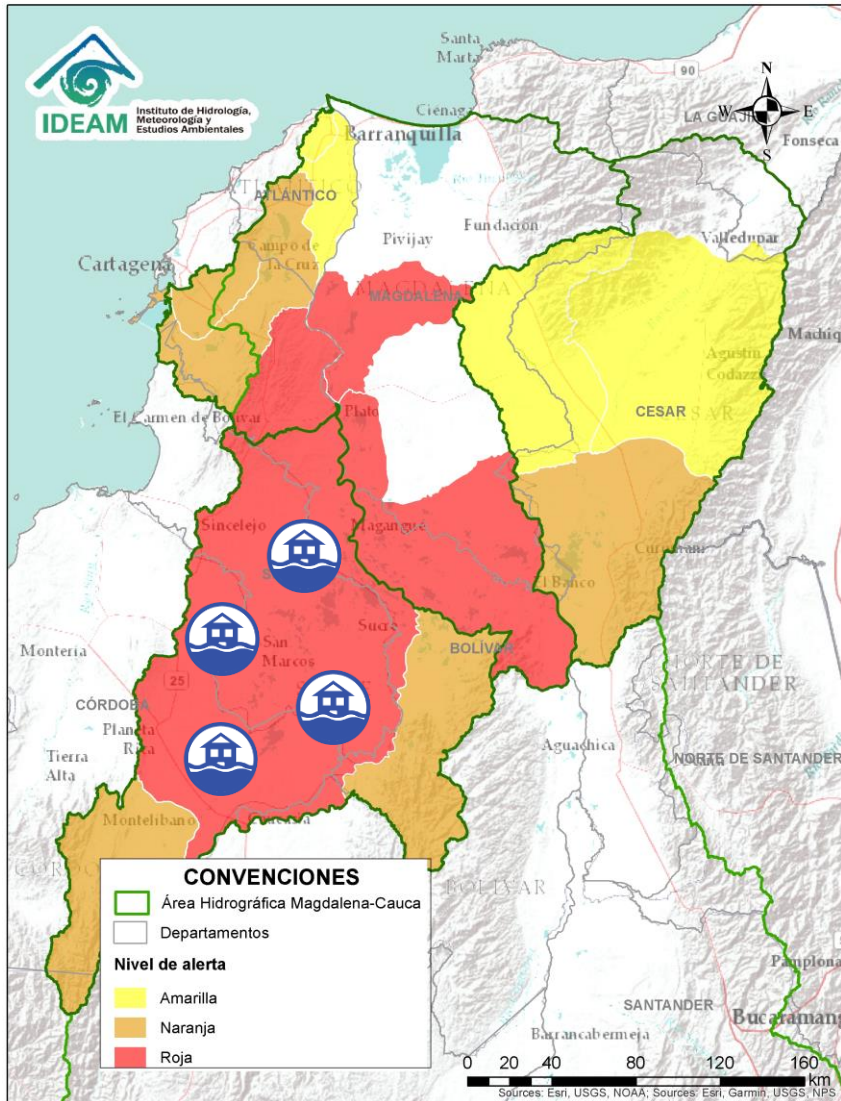 IDEAM
Instituto de Hidrología,
Meteorología y
Estudios Ambientales
Santa
Marta
90
N
W
E
S
Ciénaga
LA GUAJI
Barranquilla
Fonseca
ATLÁNTICO
Fundación
Pivijay
Valledupar
Campo de
la Cruz
Cartagena
MAGDALENA
Agustín
Codazzi
CESAR
El Carmen de Bolívar
Plato
Sincelejo
Magangué
El Banco
Sucre
Montería
San
Marcos
BOLÍVAR
NORTE DE
SANTANDER
25
CÓRDOBA
Planeta
Rica
Tierra
Alta
Aguachica
NORTE DE SANTANDER
Montelíbano
BOLÍVAR
CONVENCIONES
Área Hidrográfica Magdalena-Cauca
Departamentos
Nivel de alerta
Amarilla
Naranja
Roja
Pamplona
SANTANDER
Bucaramang
Barrancabermeja
0 20 40 80 120 160
km
Sources: Esri, USGS, NOAA; Sources: Esri, Garmin, USGS, NPS